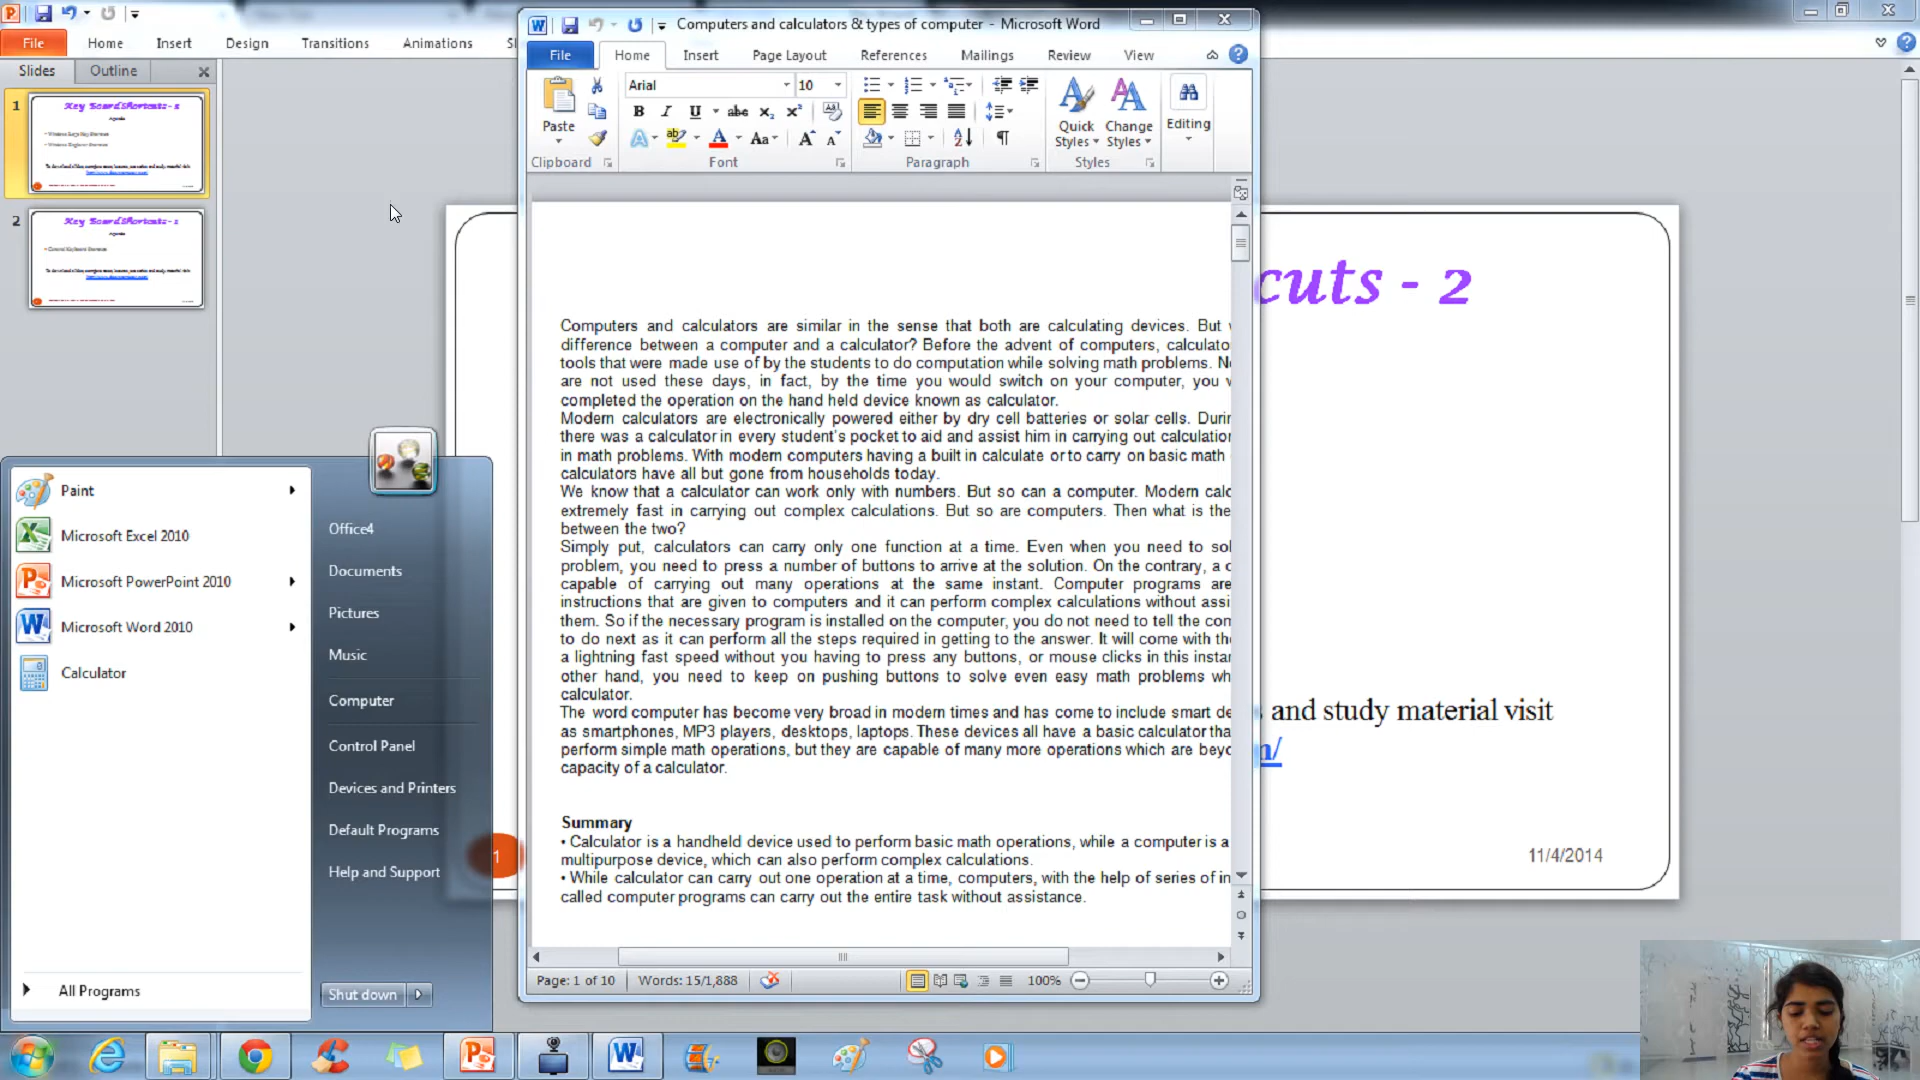 Computers and calculators & types of computer - Microsoft Word
File Home Insert Design Transitions Animations
File Home Insert Page Layout References Mailings Review View
Slides Outline
Arial 10
Paste
Quick Styles
Change Styles
Editing
Clipboard Font Paragraph Styles
1
Key Board Shortcuts - 2
2
Key Board Shortcuts - 1
cuts - 2
Computers and calculators are similar in the sense that both are calculating devices. But
difference between a computer and a calculator? Before the advent of computers, calculato
tools that were made use of by the students to do computation while solving math problems. N
are not used these days, in fact, by the time you would switch on your computer, you
completed the operation on the hand held device known as calculator.
Modern calculators are electronically powered either by dry cell batteries or solar cells. Durin
there was a calculator in every student's pocket to aid and assist him in carrying out calculation
in math problems. With modern computers having a built in calculate or to carry on basic math
calculators have all but gone from households today.
We know that a calculator can work only with numbers. But so can a computer. Modern calc
extremely fast in carrying out complex calculations. But so are computers. Then what is the
between the two?
Simply put, calculators can carry only one function at a time. Even when you need to sol
problem, you need to press a number of buttons to arrive at the solution. On the contrary, a c
capable of carrying out many operations at the same instant. Computer programs are
instructions that are given to computers and it can perform complex calculations without assi
them. So if the necessary program is installed on the computer, you do not need to tell the com
to do next as it can perform all the steps required in getting to the answer. It will come with the
a lightning fast speed without you having to press any buttons, or mouse clicks in this instan
other hand, you need to keep on pushing buttons to solve even easy math problems wh
calculator.
The word computer has become very broad in modern times and has come to include smart de
as smartphones, MP3 players, desktops, laptops. These devices all have a basic calculator tha
perform simple math operations, but they are capable of many more operations which are beyo
capacity of a calculator.
Summary
• Calculator is a handheld device used to perform basic math operations, while a computer is a
multipurpose device, which can also perform complex calculations.
• While calculator can carry out one operation at a time, computers, with the help of series of in
called computer programs can carry out the entire task without assistance.
and study material visit
m/
1
11/4/2014
Paint
Microsoft Excel 2010
Microsoft PowerPoint 2010
Microsoft Word 2010
Calculator
All Programs
Office4
Documents
Pictures
Music
Computer
Control Panel
Devices and Printers
Default Programs
Help and Support
Shut down
Page: 1 of 10 Words: 15/1,888 100%